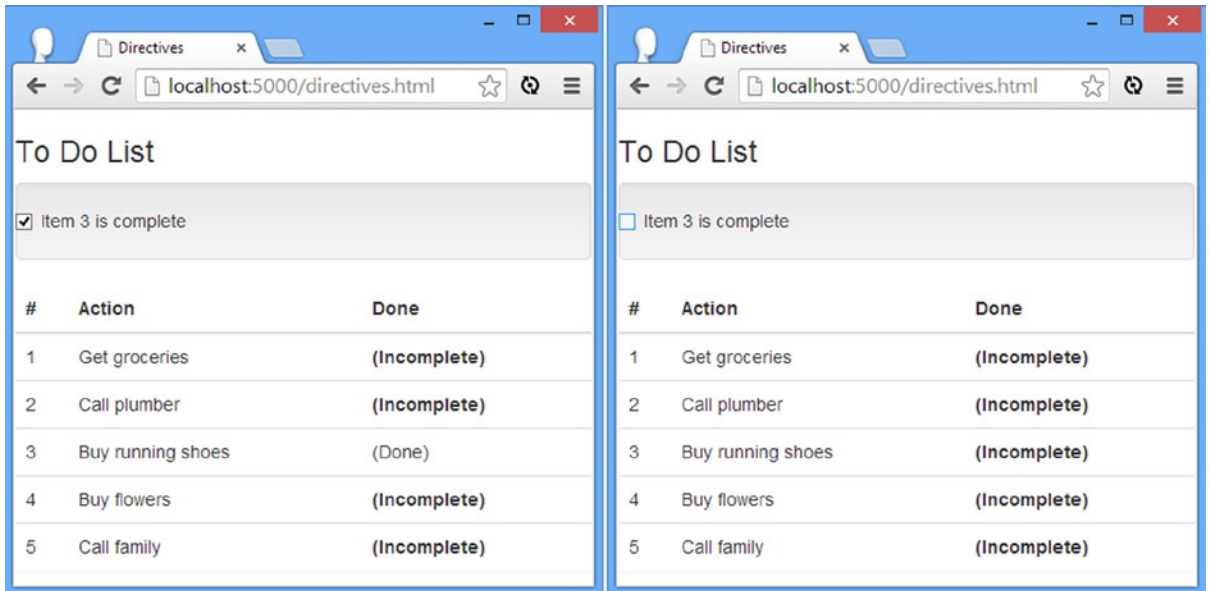 Directives
localhost:5000/directives.html
To Do List
Item 3 is complete
# Action Done
1 Get groceries (Incomplete)
2 Call plumber (Incomplete)
3 Buy running shoes (Done)
4 Buy flowers (Incomplete)
5 Call family (Incomplete)
Directives
localhost:5000/directives.html
To Do List
Item 3 is complete
# Action Done
1 Get groceries (Incomplete)
2 Call plumber (Incomplete)
3 Buy running shoes (Incomplete)
4 Buy flowers (Incomplete)
5 Call family (Incomplete)